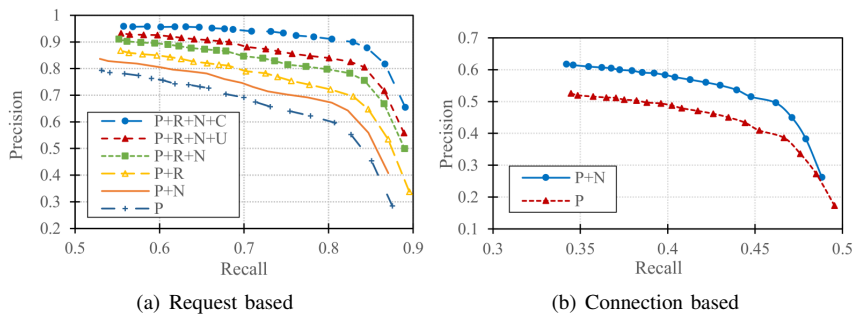 1
0.9
0.8
0.7
0.6
0.5
0.4
0.3
0.2
Precision
P+R+N+C
P+R+N+U
P+R+N
P+R
P+N
P
0.5 0.6 0.7 0.8 0.9
Recall
(a) Request based
0.7
0.6
0.5
0.4
0.3
0.2
0.1
Precision
P+N
P
0.3 0.35 0.4 0.45 0.5
Recall
(b) Connection based